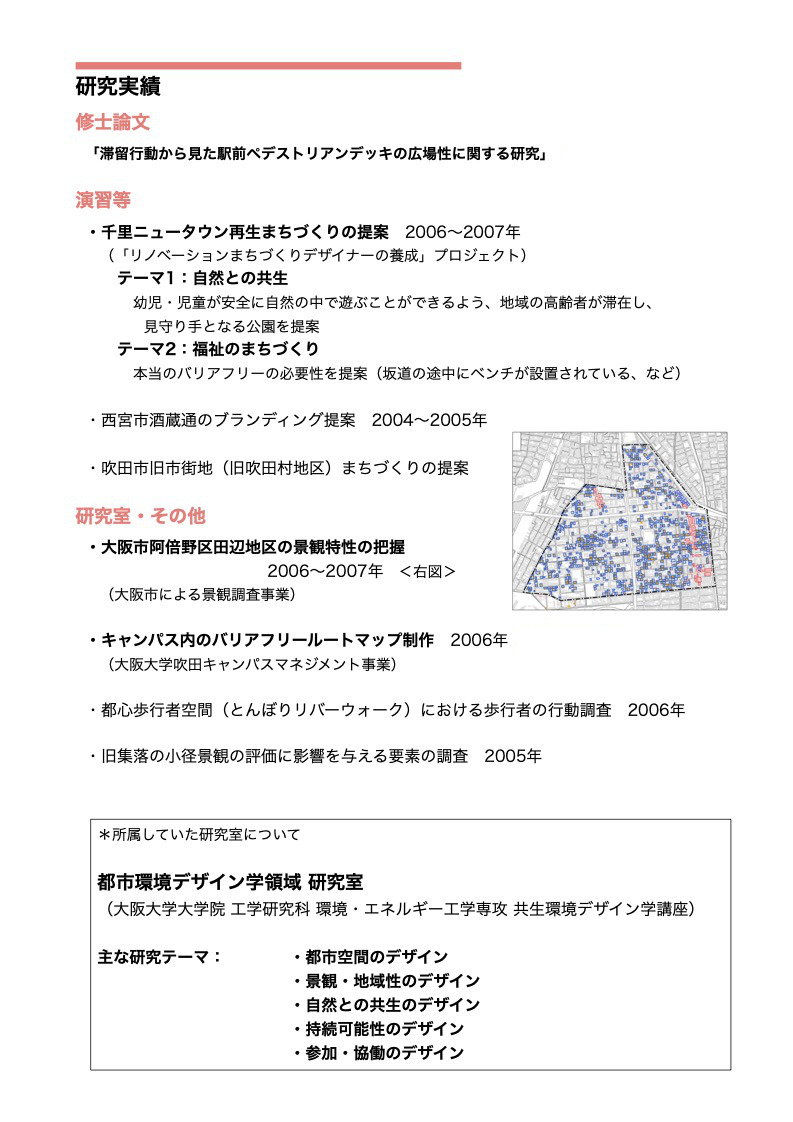 研究実績
修士論文
「滞留行動から見た駅前ペデストリアンデッキの広場性に関する研究」
演習等
・千里ニュータウン再生まちづくりの提案　2006〜2007年
（「リノベーションまちづくりデザイナーの養成」プロジェクト）
テーマ1：自然との共生
幼児・児童が安全に自然の中で遊ぶことができるよう、地域の高齢者が滞在し、
見守り手となる公園を提案
テーマ2：福祉のまちづくり
本当のバリアフリーの必要性を提案（坂道の途中にベンチが設置されている、など）
・西宮市酒蔵通のブランディング提案　2004〜2005年
・吹田市旧市街地（旧吹田村地区）まちづくりの提案
研究室・その他
・大阪市阿倍野区田辺地区の景観特性の把握
2006〜2007年　＜右図＞
（大阪市による景観調査事業）
・キャンパス内のバリアフリールートマップ制作　2006年
（大阪大学吹田キャンパスマネジメント事業）
・都心歩行者空間（とんぼりリバーウォーク）における歩行者の行動調査　2006年
・旧集落の小径景観の評価に影響を与える要素の調査　2005年
＊所属していた研究室について
都市環境デザイン学領域 研究室
（大阪大学大学院 工学研究科 環境・エネルギー工学専攻 共生環境デザイン学講座）
主な研究テーマ：　・都市空間のデザイン
・景観・地域性のデザイン
・自然との共生のデザイン
・持続可能性のデザイン
・参加・協働のデザイン